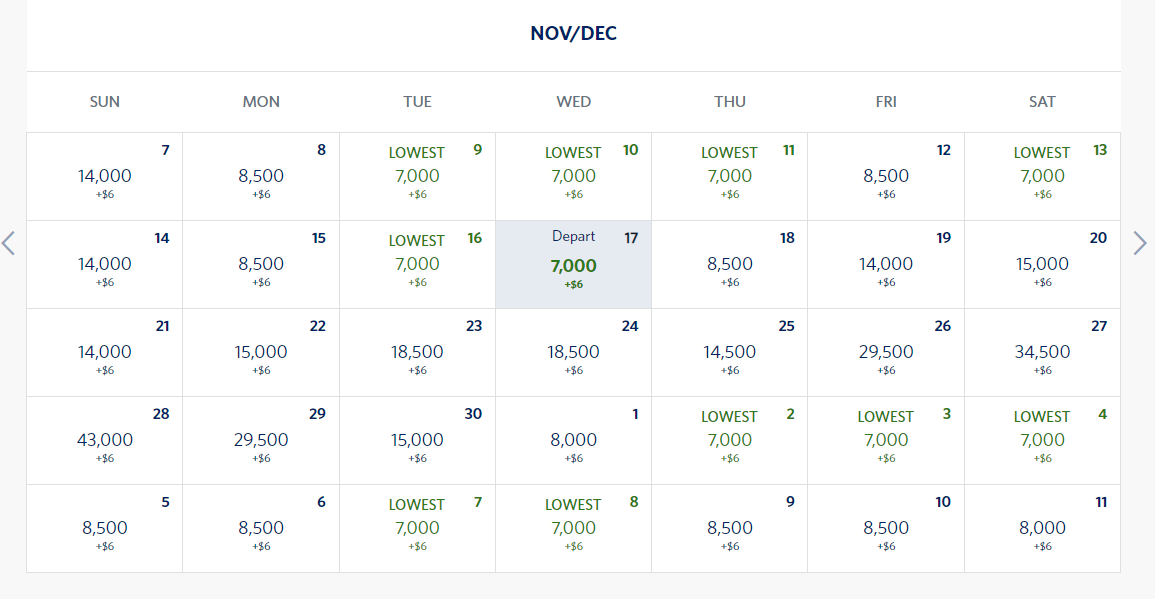 NOV/DEC
SUN MON TUE WED THU FRI SAT
7 8 LOWEST 9 LOWEST 10 LOWEST 11 12 LOWEST 13
14,000 8,500 7,000 7,000 7,000 8,500 7,000
+$6 +$6 +$6 +$6 +$6 +$6 +$6
14 15 LOWEST 16 Depart 17 18 19 20
14,000 8,500 7,000 7,000 8,500 14,000 15,000
+$6 +$6 +$6 +$6 +$6 +$6 +$6
21 22 23 24 25 26 27
14,000 15,000 18,500 18,500 14,500 29,500 34,500
+$6 +$6 +$6 +$6 +$6 +$6 +$6
28 29 30 1 LOWEST 2 LOWEST 3 LOWEST 4
43,000 29,500 15,000 8,000 7,000 7,000 7,000
+$6 +$6 +$6 +$6 +$6 +$6 +$6
5 6 LOWEST 7 LOWEST 8 9 10 11
8,500 8,500 7,000 7,000 8,500 8,500 8,000
+$6 +$6 +$6 +$6 +$6 +$6 +$6